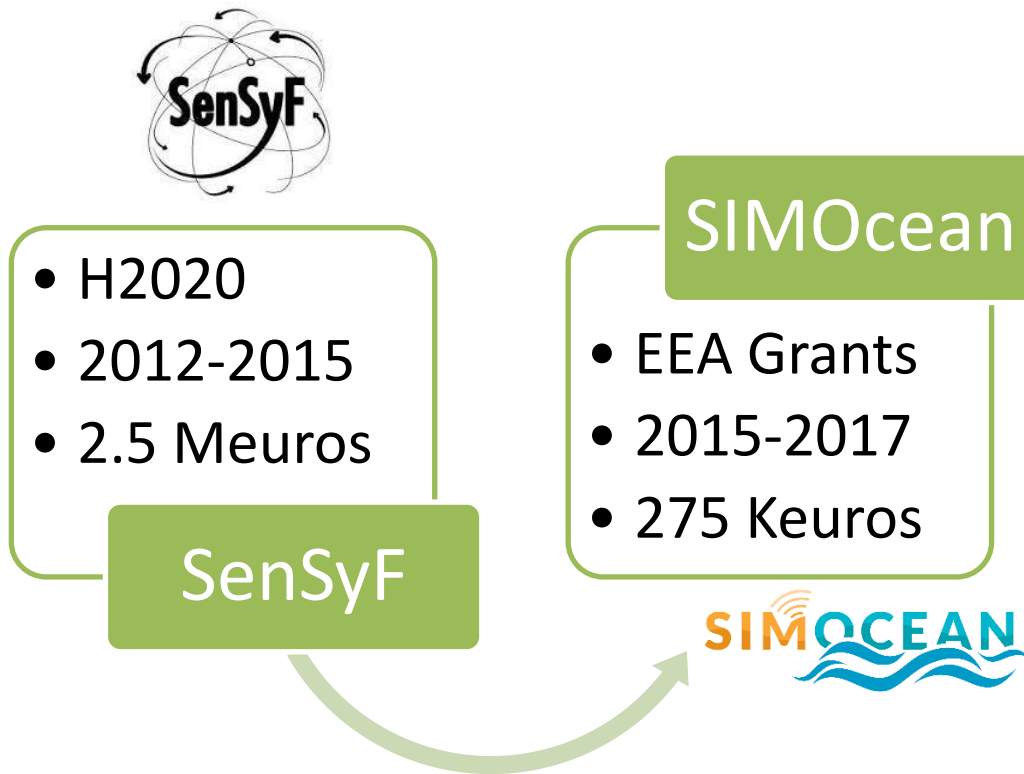 SenSyF
• H2020
• 2012-2015
• 2.5 Meuros
SenSyF
SIMOcean
• EEA Grants
• 2015-2017
• 275 Keuros
SIMOCEAN